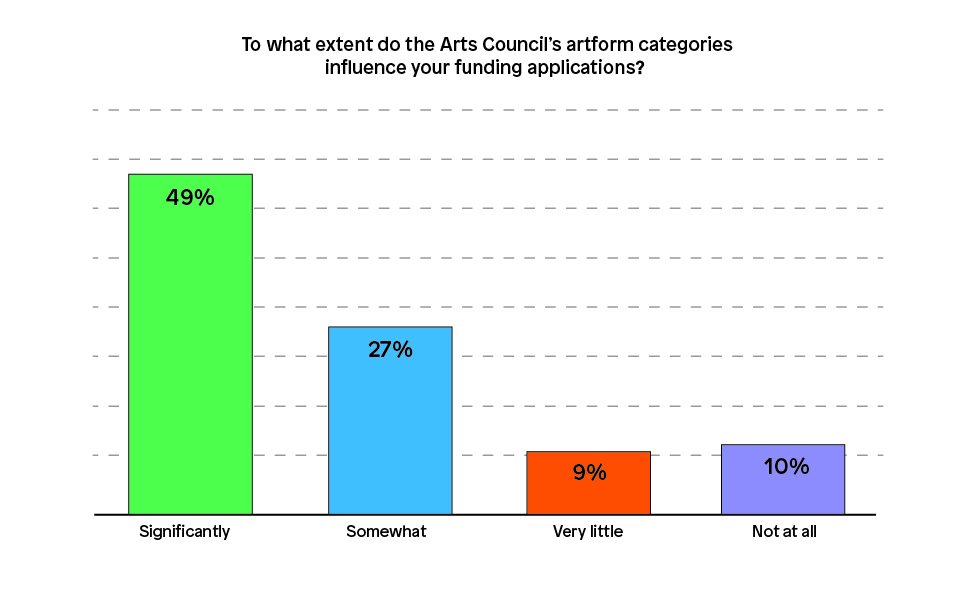 To what extent do the Arts Council’s artform categories
influence your funding applications?
49%
27%
9%
10%
Significantly
Somewhat
Very little
Not at all